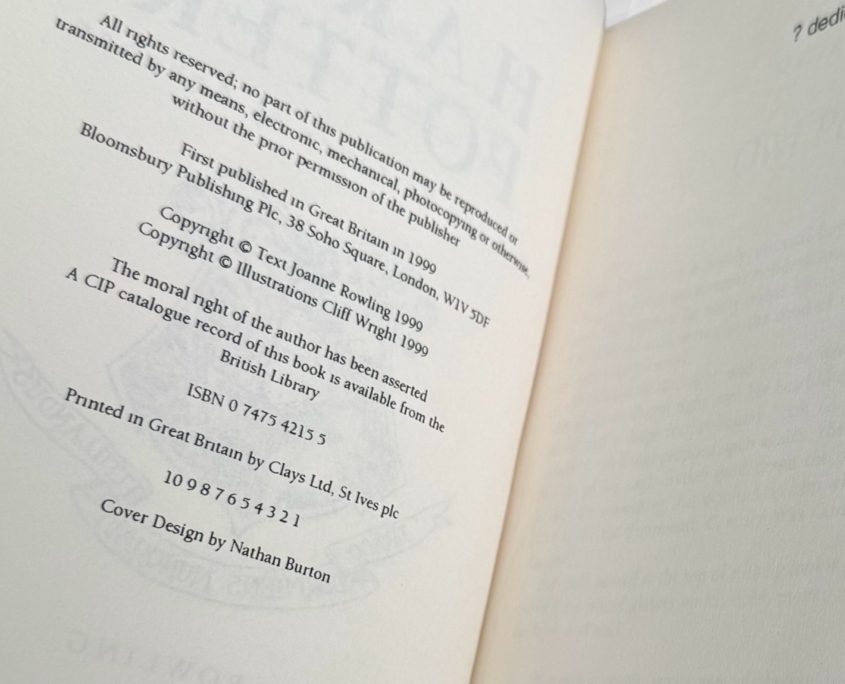 All rights reserved; no part of this publication may be reproduced or
transmitted by any means, electronic, mechanical, photocopying or otherwise,
without the prior permission of the publisher
First published in Great Britain in 1999
Bloomsbury Publishing Plc, 38 Soho Square, London, W1V 5DF
Copyright © Text Joanne Rowling 1999
Copyright © Illustrations Cliff Wright 1999
The moral right of the author has been asserted
A CIP catalogue record of this book is available from the
British Library
ISBN 0 7475 4215 5
Printed in Great Britain by Clays Ltd, St Ives plc
10 9 8 7 6 5 4 3 2 1
Cover Design by Nathan Burton